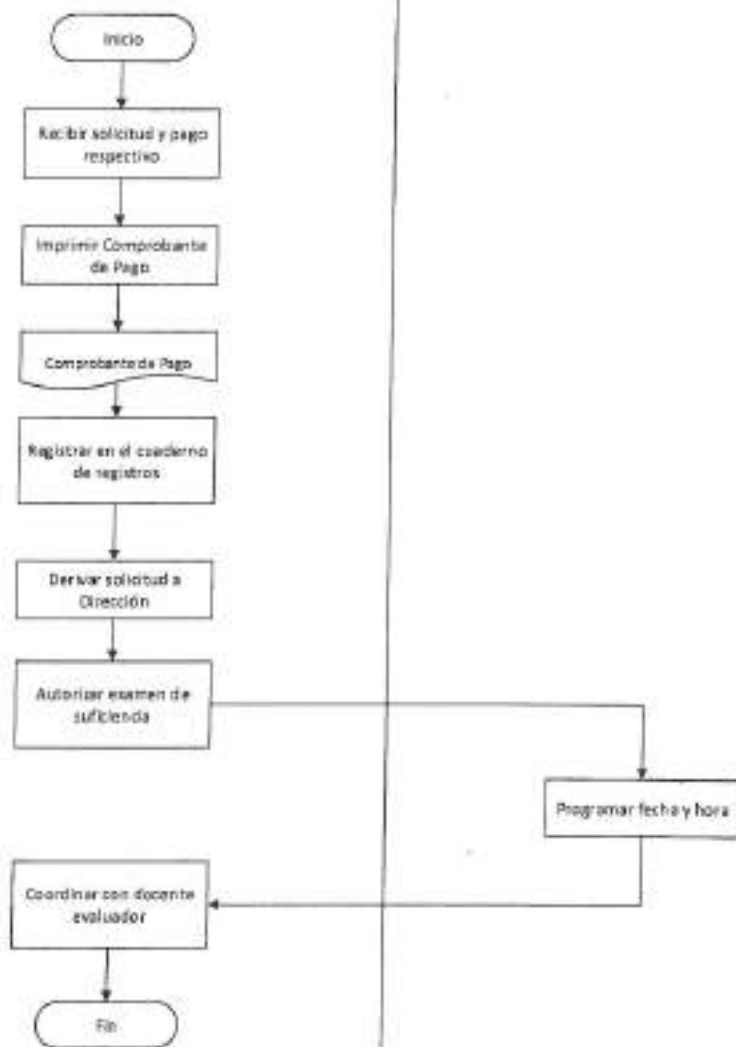 Inicio
Recibir solicitud y pago
respectivo
Imprimir Comprobante
de Pago
Comprobante de Pago
Registrar en el cuaderno
de registros
Derivar solicitud a
Dirección
Autorizar examen de
suficiencia
Programar fecha y hora
Coordinar con docente
evaluador
Fin